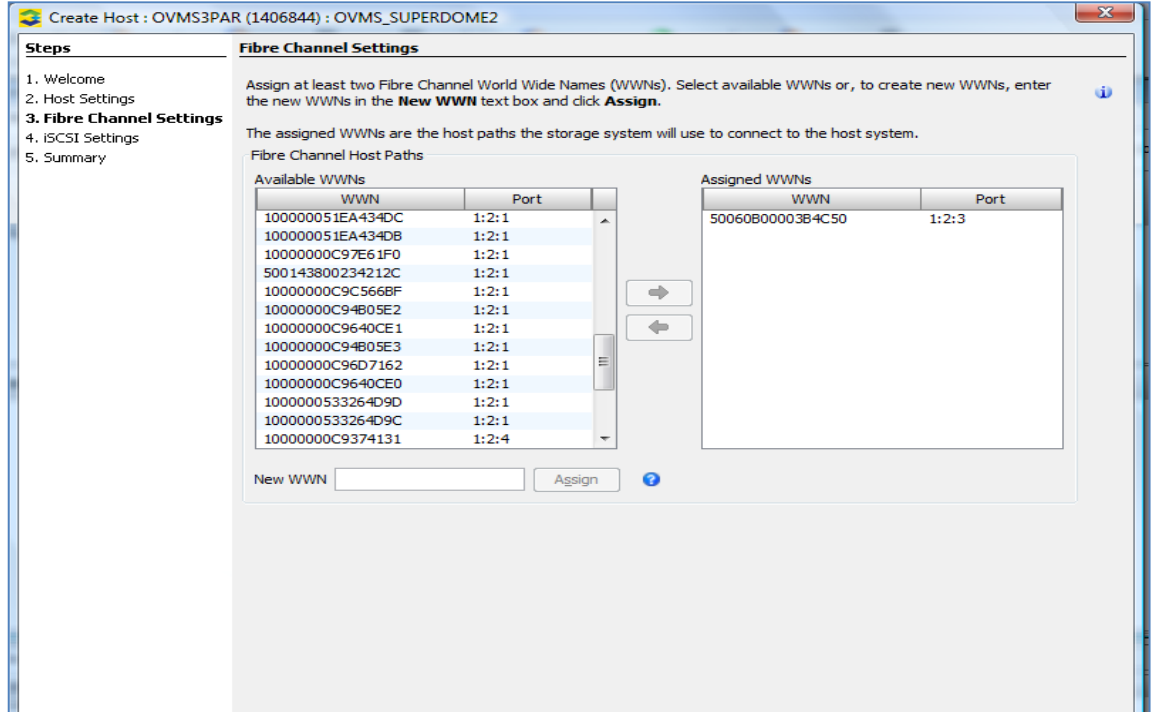 Create Host : OVMS3PAR (1406844) : OVMS_SUPERDOME2
Steps
1. Welcome
2. Host Settings
3. Fibre Channel Settings
4. iSCSI Settings
5. Summary
Fibre Channel Settings
Assign at least two Fibre Channel World Wide Names (WWNs). Select available WWNs or, to create new WWNs, enter
the new WWNs in the New WWN text box and click Assign.
The assigned WWNs are the host paths the storage system will use to connect to the host system.
Fibre Channel Host Paths
Available WWNs
WWN Port
100000051EA434DC 1:2:1
100000051EA434DB 1:2:1
10000000C97E61F0 1:2:1
500143800234212C 1:2:1
10000000C9C566BF 1:2:1
10000000C94B05E2 1:2:1
10000000C9640CE1 1:2:1
10000000C94B05E3 1:2:1
10000000C96D7162 1:2:1
10000000C9640CE0 1:2:1
1000000533264D9D 1:2:1
1000000533264D9C 1:2:1
10000000C9374131 1:2:4
Assigned WWNs
WWN Port
50060B00003B4C50 1:2:3
New WWN Assign